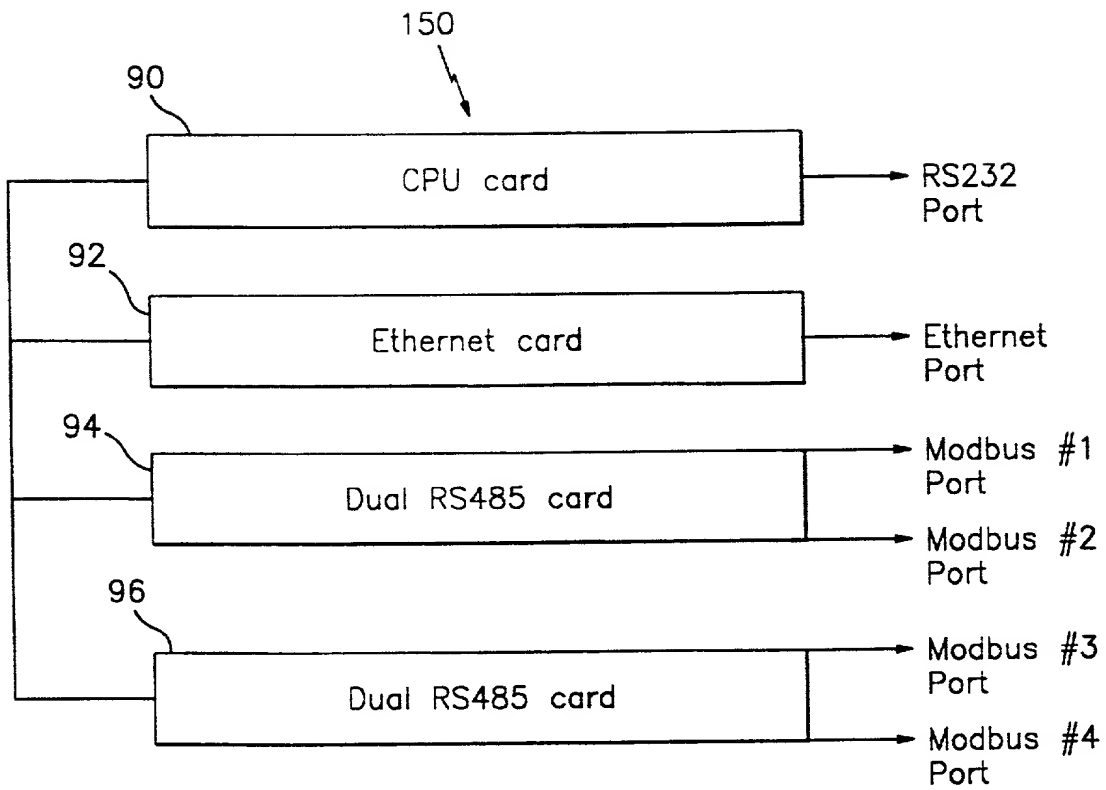 150
90
CPU card
RS232
Port
92
Ethernet card
Ethernet
Port
94
Dual RS485 card
Modbus #1
Port
Modbus #2
Port
96
Dual RS485 card
Modbus #3
Port
Modbus #4
Port